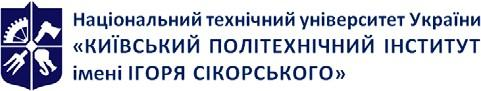 Національний технічний університет України
«КИЇВСЬКИЙ ПОЛІТЕХНІЧНИЙ ІНСТИТУТ
імені ІГОРЯ СІКОРСЬКОГО»